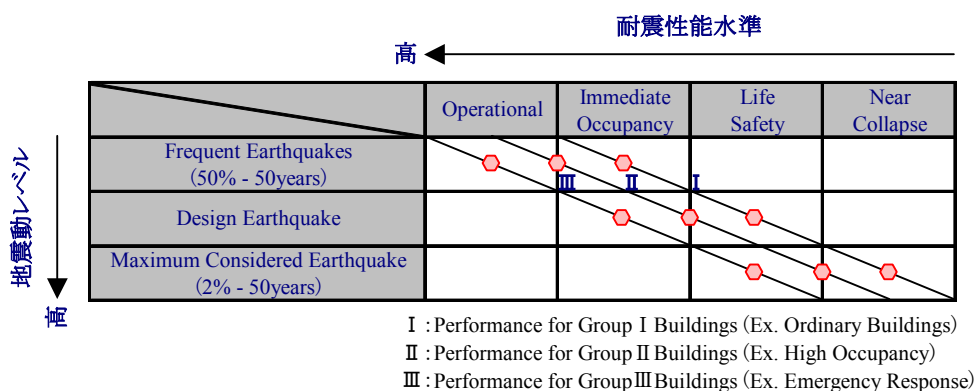 耐震性能水準
高
Operational
Immediate
Occupancy
Life
Safety
Near
Collapse
地震動レベル
高
Frequent Earthquakes
(50% - 50years)
Ⅲ
Ⅱ
Ⅰ
Design Earthquake
Maximum Considered Earthquake
(2% - 50years)
Ⅰ : Performance for Group Ⅰ Buildings (Ex. Ordinary Buildings)
Ⅱ : Performance for Group Ⅱ Buildings (Ex. High Occupancy)
Ⅲ : Performance for Group Ⅲ Buildings (Ex. Emergency Response)